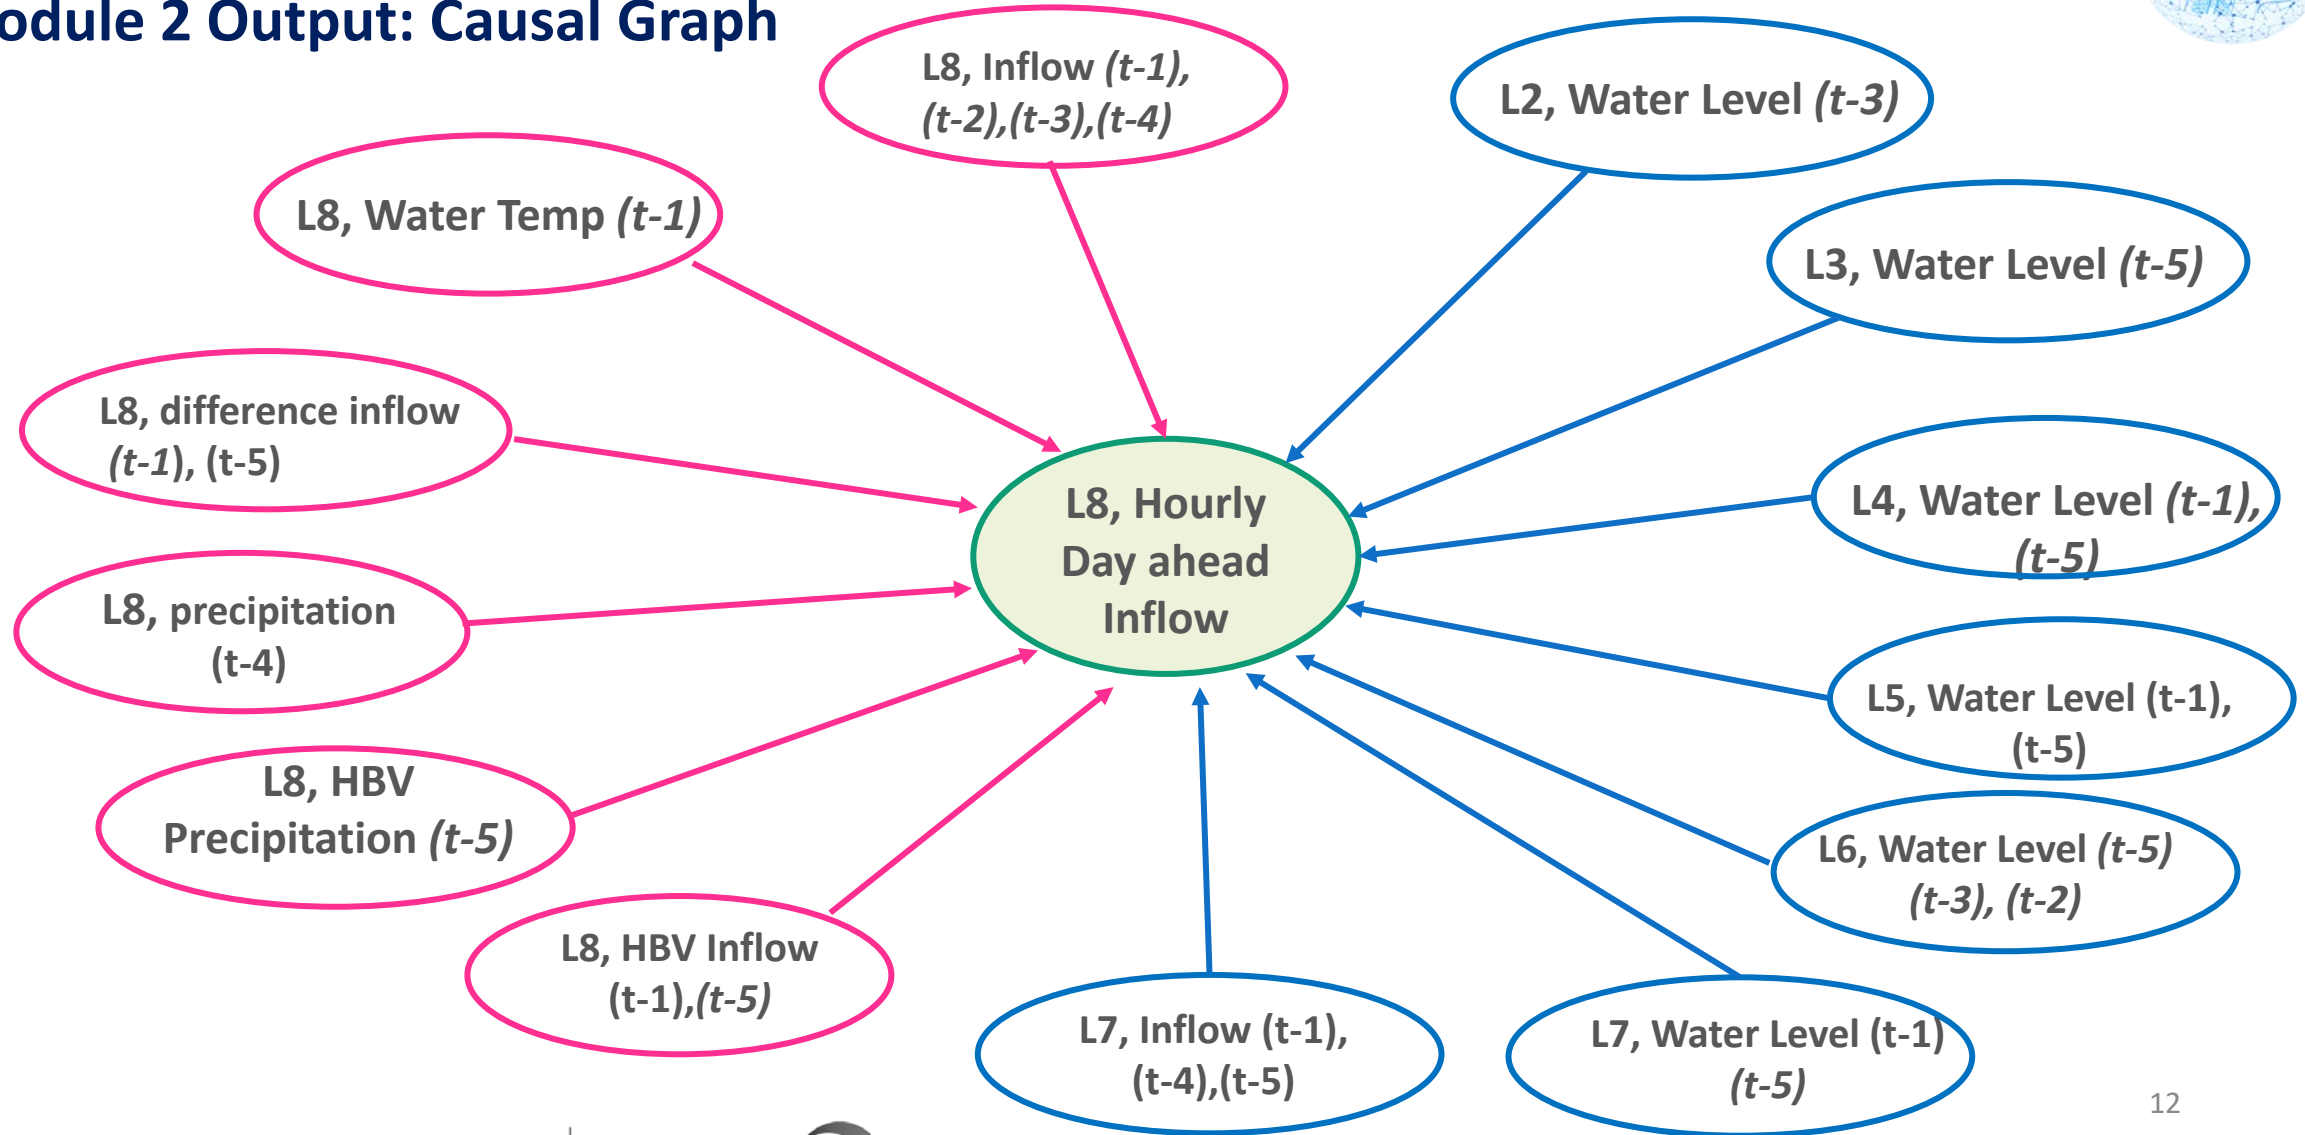 odule 2 Output: Causal Graph
L8, Inflow (t-1),
(t-2),(t-3),(t-4)
L2, Water Level (t-3)
L8, Water Temp (t-1)
L3, Water Level (t-5)
L8, difference inflow
(t-1), (t-5)
L8, Hourly
Day ahead
Inflow
L4, Water Level (t-1),
(t-5)
L8, precipitation
(t-4)
L5, Water Level (t-1),
(t-5)
L8, HBV
Precipitation (t-5)
L6, Water Level (t-5)
(t-3), (t-2)
L8, HBV Inflow
(t-1),(t-5)
L7, Inflow (t-1),
(t-4),(t-5)
L7, Water Level (t-1)
(t-5)
12